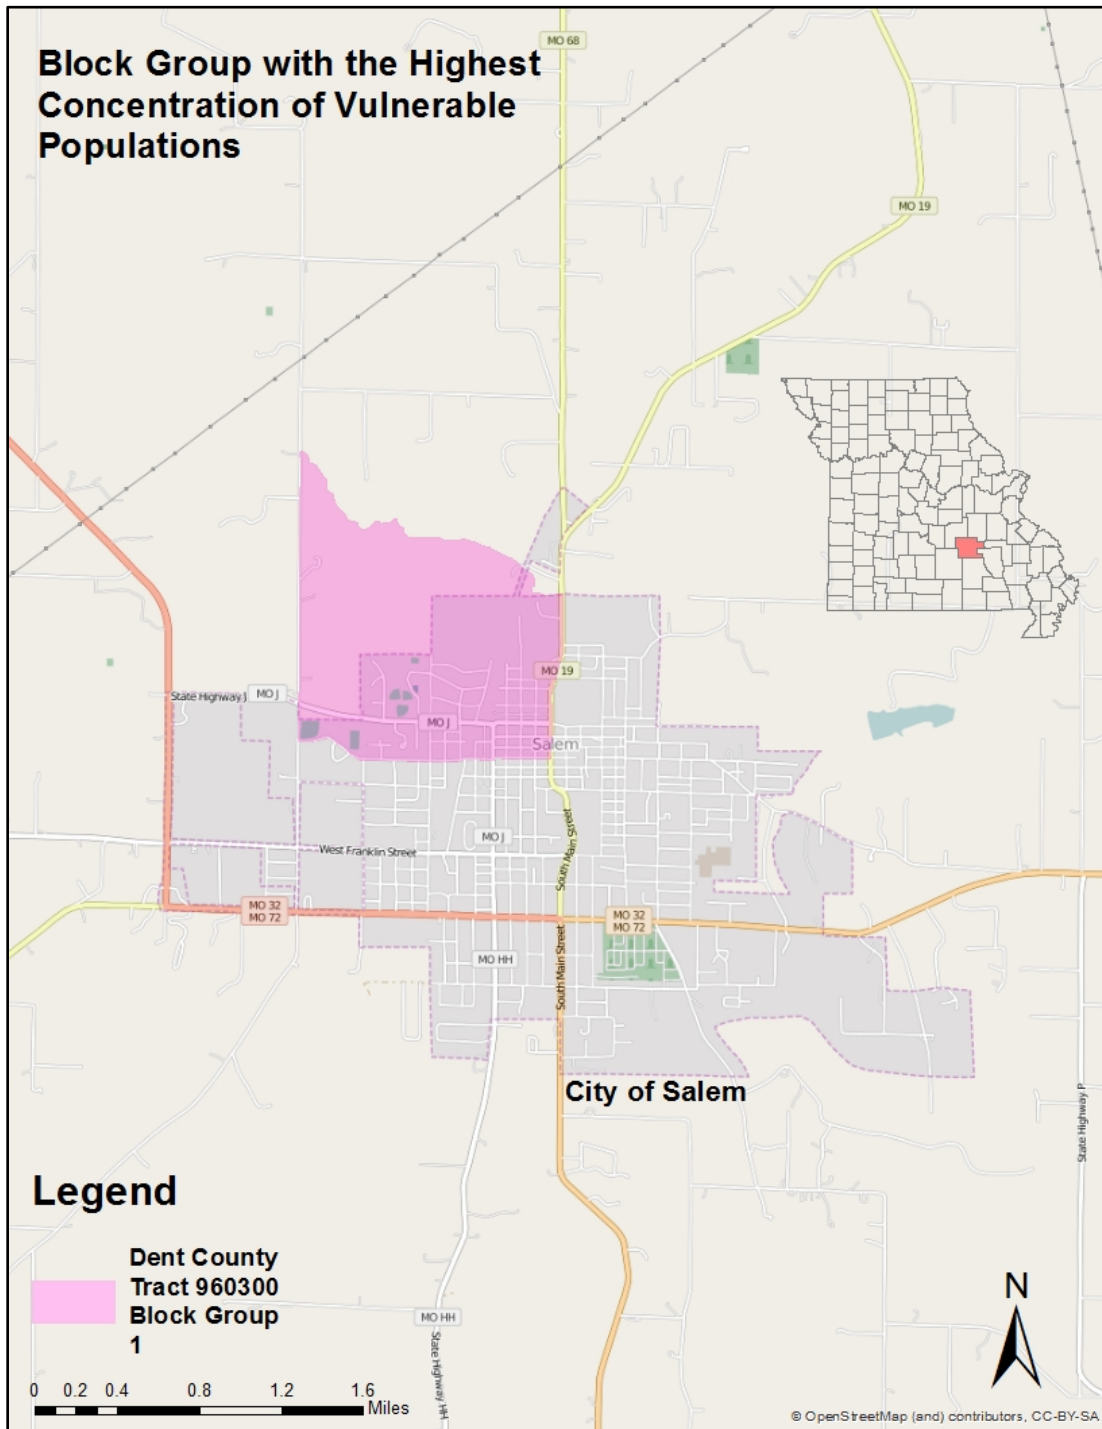 Block Group with the Highest
Concentration of Vulnerable
Populations
MO 68
MO 19
MO 19
State Highway J
MO J
MO J
Salem
MO J
West Franklin Street
South Main Street
MO 32
MO 72
MO 32
MO 72
MO HH
South Main Street
City of Salem
State Highway P
Legend
Dent County
Tract 960300
Block Group
1
MO HH
State Highway HH
N
0 0.2 0.4 0.8 1.2 1.6
Miles
© OpenStreetMap (and) contributors, CC-BY-SA